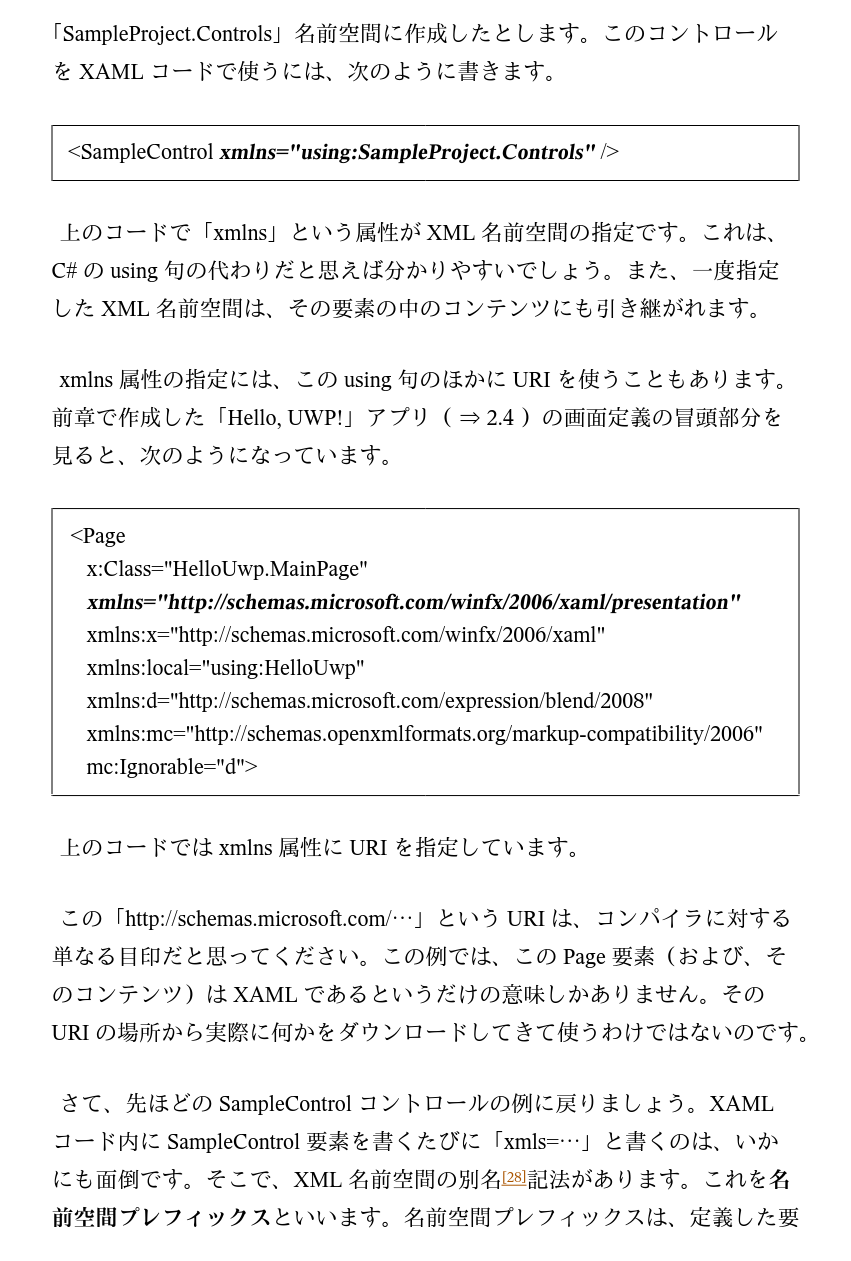 「SampleProject.Controls」名前空間に作成したとします。このコントロール
を XAML コードで使うには、次のように書きます。
<SampleControl xmlns="using:SampleProject.Controls" />
上のコードで「xmlns」という属性が XML 名前空間の指定です。これは、
C# の using 句の代わりだと思えば分かりやすいでしょう。また、一度指定
した XML 名前空間は、その要素の中のコンテンツにも引き継がれます。
xmlns 属性の指定には、この using 句のほかに URI を使うこともあります。
前章で作成した「Hello, UWP!」アプリ（ ⇒ 2.4 ）の画面定義の冒頭部分を
見ると、次のようになっています。
<Page
x:Class="HelloUwp.MainPage"
xmlns="http://schemas.microsoft.com/winfx/2006/xaml/presentation"
xmlns:x="http://schemas.microsoft.com/winfx/2006/xaml"
xmlns:local="using:HelloUwp"
xmlns:d="http://schemas.microsoft.com/expression/blend/2008"
xmlns:mc="http://schemas.openxmlformats.org/markup-compatibility/2006"
mc:Ignorable="d">
上のコードでは xmlns 属性に URI を指定しています。
この「http://schemas.microsoft.com/…」という URI は、コンパイラに対する
単なる目印だと思ってください。この例では、この Page 要素（および、そ
のコンテンツ）は XAML であるというだけの意味しかありません。その
URI の場所から実際に何かをダウンロードしてきて使うわけではないのです。
さて、先ほどの SampleControl コントロールの例に戻りましょう。XAML
コード内に SampleControl 要素を書くたびに「xmls=…」と書くのは、いか
にも面倒です。そこで、XML 名前空間の別名[28]記法があります。これを名
前空間プレフィックスといいます。名前空間プレフィックスは、定義した要